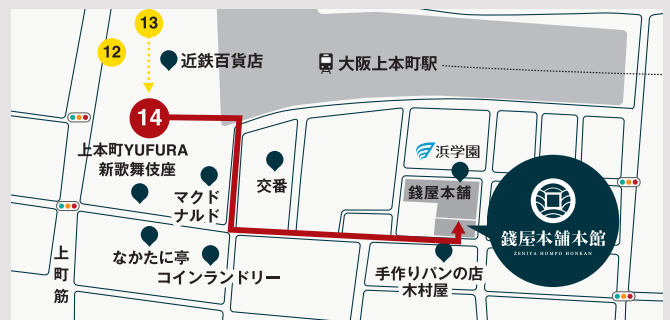 13
12
近鉄百貨店
大阪上本町駅
14
上本町YUFURA
新歌舞伎座
マクド
ナルド
交番
浜学園
錢屋本舗
錢屋本舗本館
ZENIYA HOMPO HONKAN
なかたに亭
コインランドリー
上町筋
手作りパンの店
木村屋